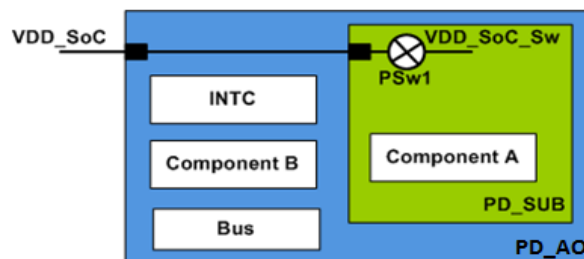 VDD_SoC
VDD_SoC_Sw
PSw1
INTC
Component B
Component A
PD_SUB
Bus
PD_AO